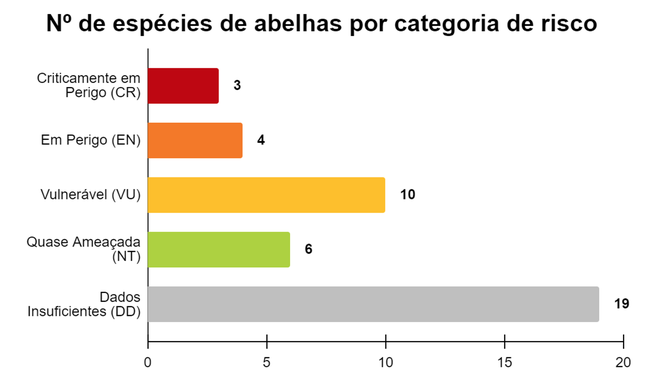 Nº de espécies de abelhas por categoria de risco
Criticamente em
Perigo (CR)
3
Em Perigo (EN)
4
Vulnerável (VU)
10
Quase Ameaçada
(NT)
6
Dados
Insuficientes (DD)
19
0
5
10
15
20